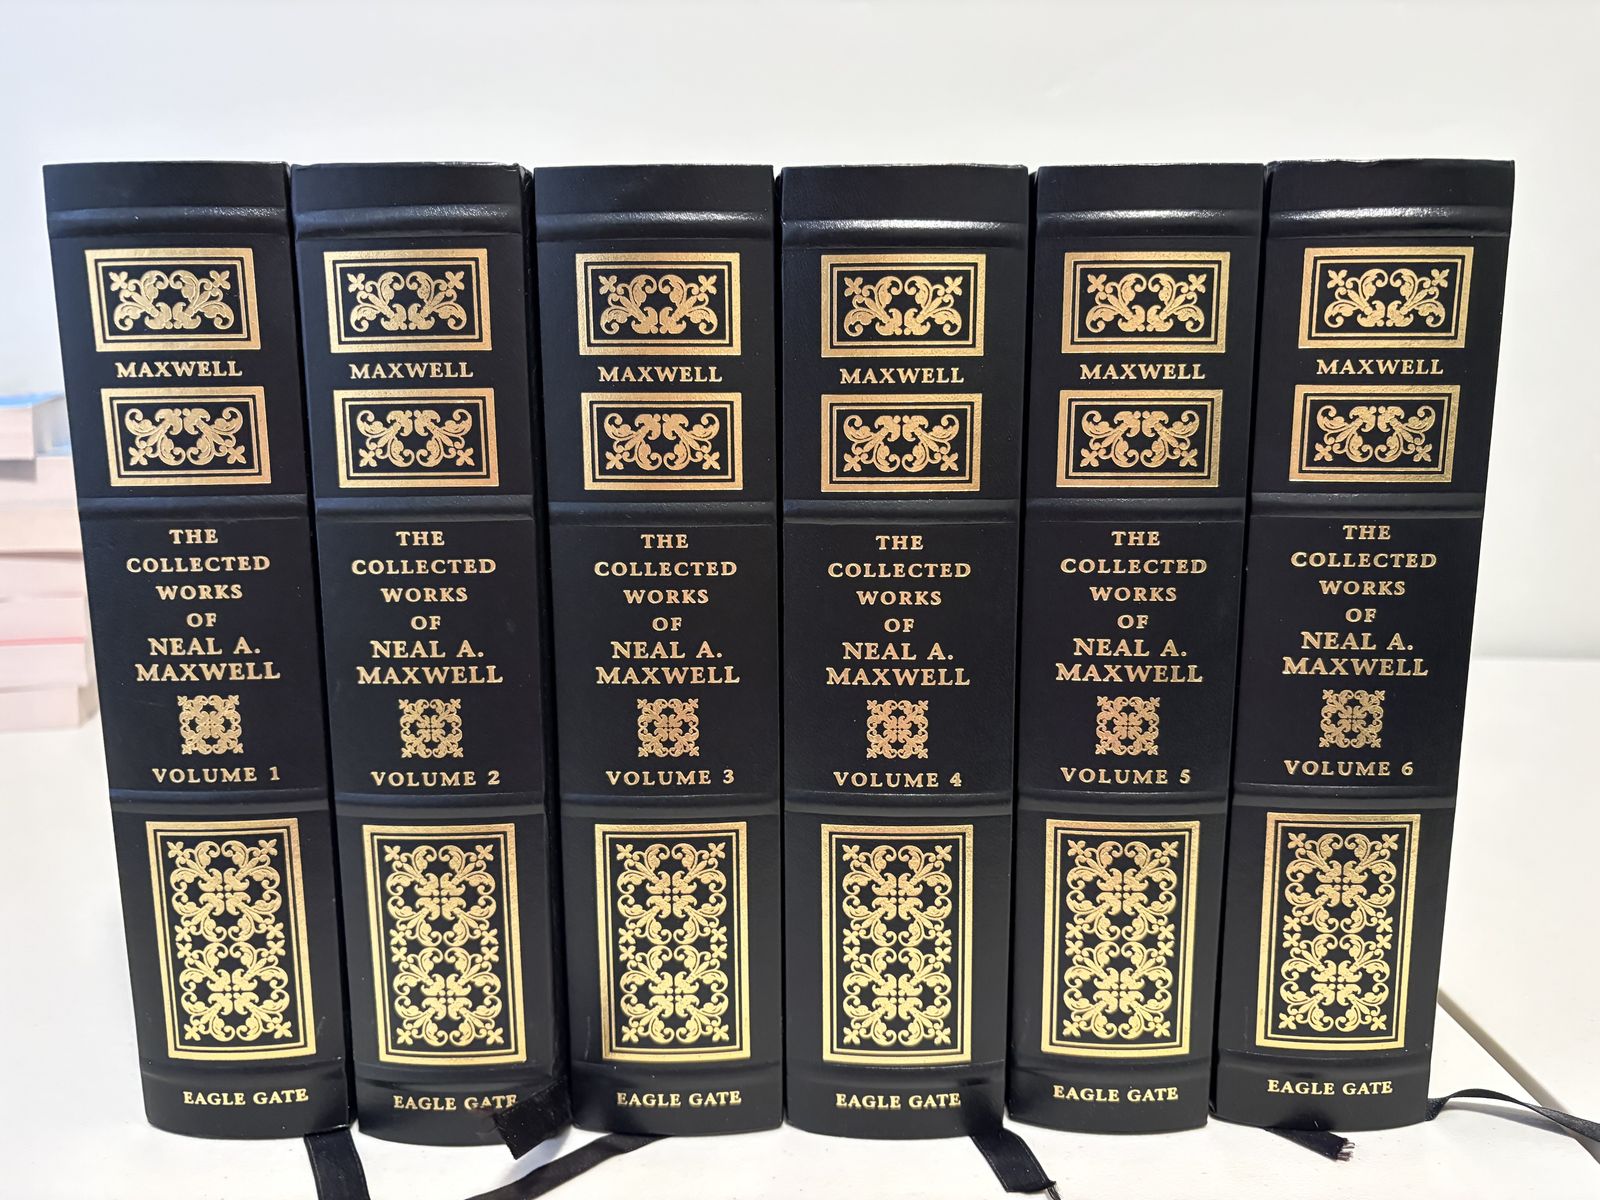 MAXWELL
THE
COLLECTED
WORKS
OF
NEAL A.
MAXWELL
VOLUME 1
EAGLE GATE
MAXWELL
THE
COLLECTED
WORKS
OF
NEAL A.
MAXWELL
VOLUME 2
EAGLE GATE
MAXWELL
THE
COLLECTED
WORKS
OF
NEAL A.
MAXWELL
VOLUME 3
EAGLE GATE
MAXWELL
THE
COLLECTED
WORKS
OF
NEAL A.
MAXWELL
VOLUME 4
EAGLE GATE
MAXWELL
THE
COLLECTED
WORKS
OF
NEAL A.
MAXWELL
VOLUME 5
EAGLE GATE
MAXWELL
THE
COLLECTED
WORKS
OF
NEAL A.
MAXWELL
VOLUME 6
EAGLE GATE